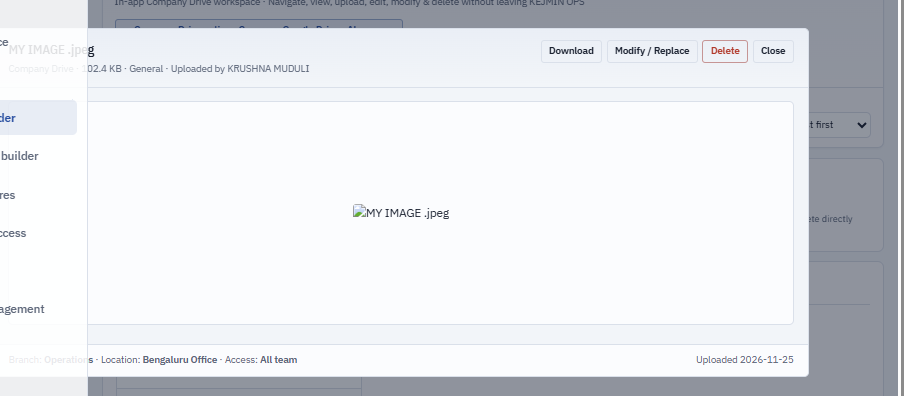 In-app Company Drive workspace · Navigate, view, upload, edit, modify & delete without leaving KEJMIN OPS
ce
MY IMAGE .jpeg
Download
Modify / Replace
Delete
Close
Company Drive · 102.4 KB · General · Uploaded by KRUSHNA MUDULI
der
t first
builder
res
ete directly
MY IMAGE .jpeg
ccess
agement
Branch: Operations · Location: Bengaluru Office · Access: All team
Uploaded 2026-11-25